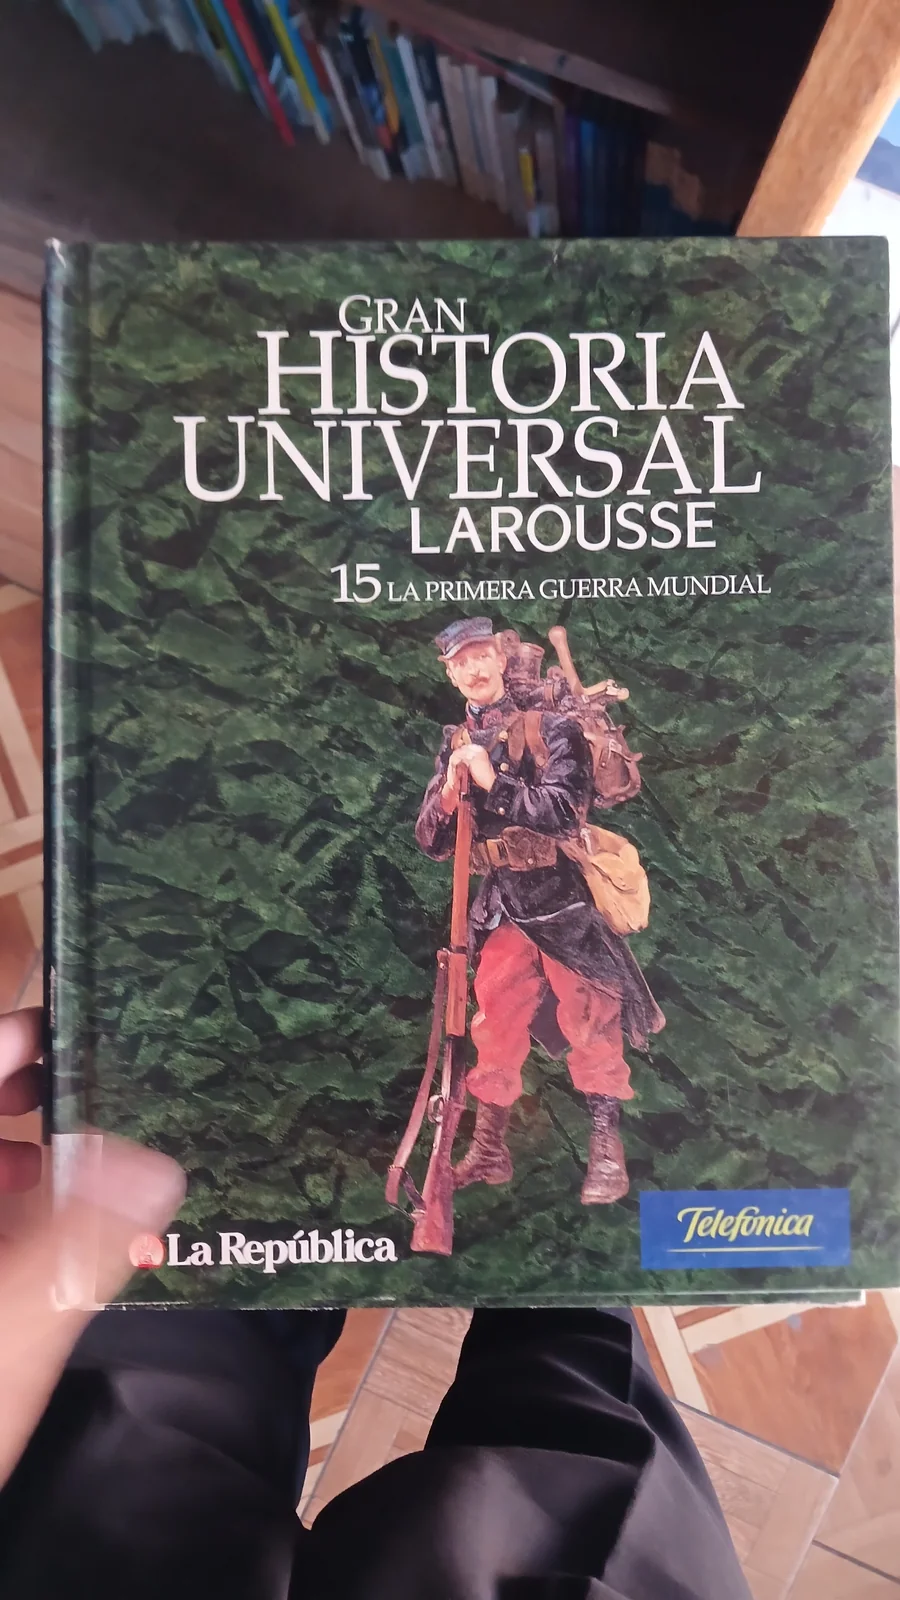 GRAN
HISTORIA
UNIVERSAL
LAROUSSE
15 LA PRIMERA GUERRA MUNDIAL
La República
Telefónica